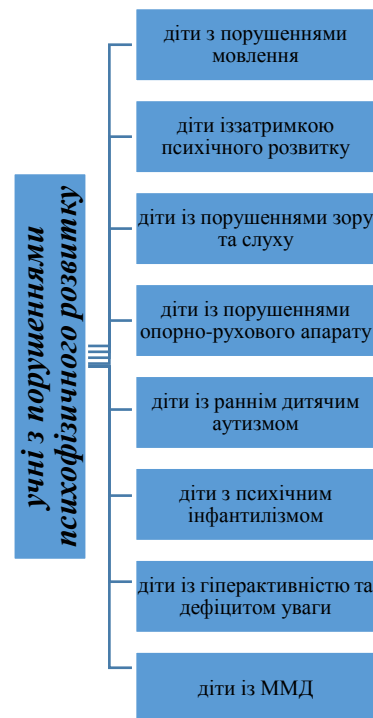 учні з порушеннями
психофізичного розвитку
діти з порушеннями
мовлення
діти іззатримкою
психічного розвитку
діти із порушеннями зору
та слуху
діти із порушеннями
опорно-рухового апарату
діти із раннім дитячим
аутизмом
діти з психічним
інфантилізмом
діти із гіперактивністю та
дефіцитом уваги
діти із ММД